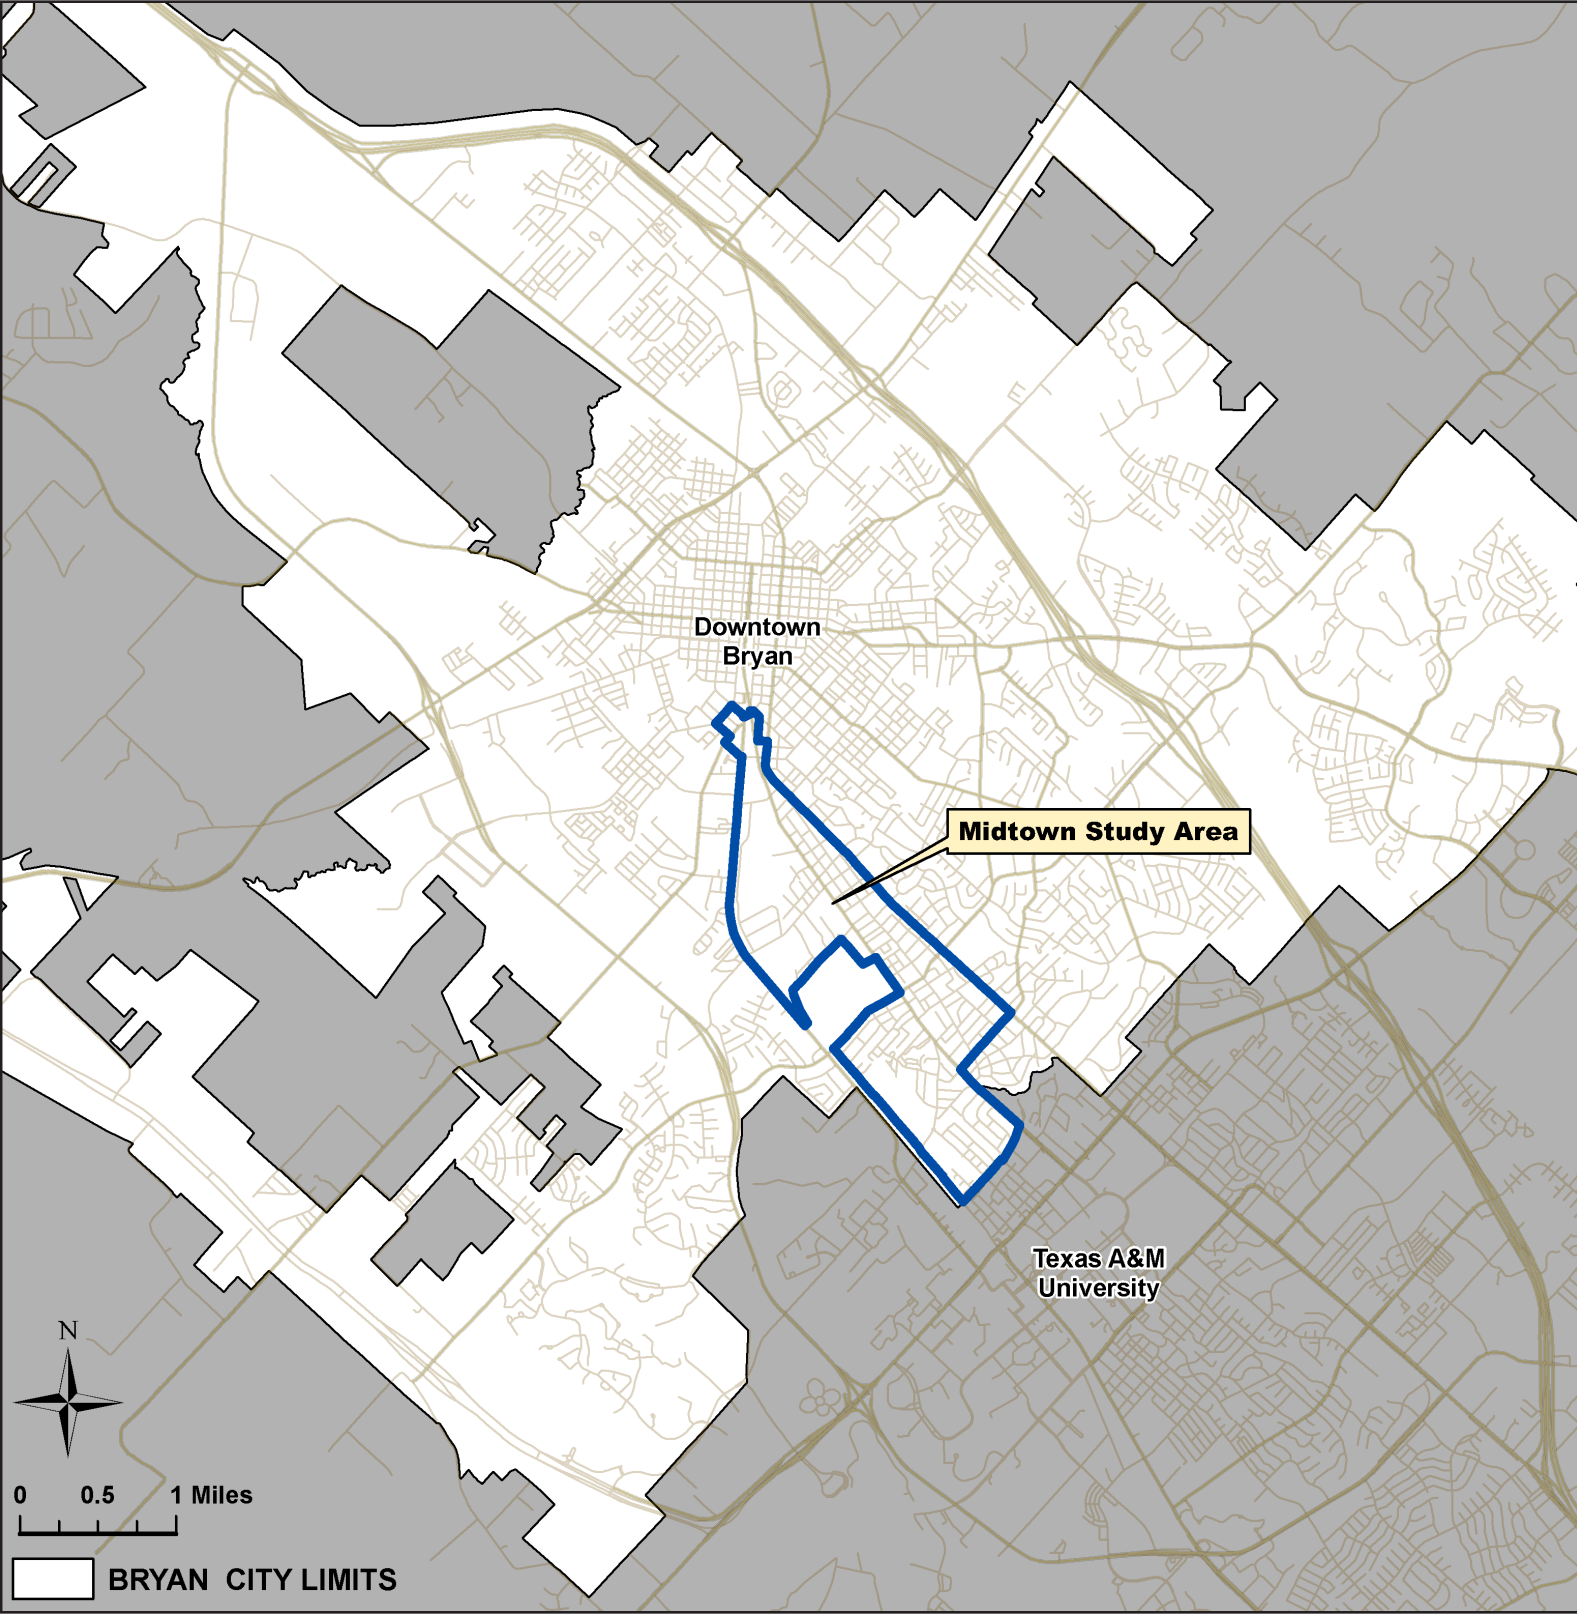 Downtown
Bryan
Midtown Study Area
Texas A&M
University
N
0 0.5 1 Miles
BRYAN CITY LIMITS